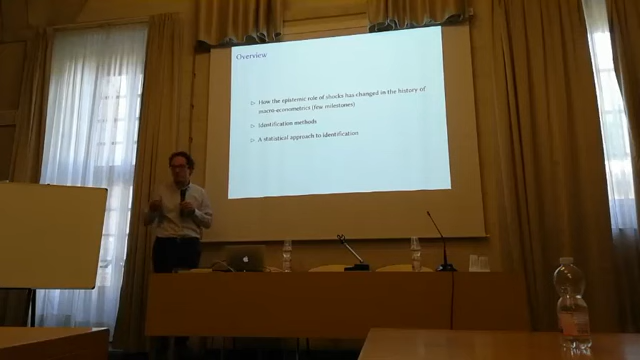 Overview
▷ How the epistemic role of shocks has changed in the history of
macro-econometrics (few milestones)
▷ Identification methods
▷ A statistical approach to identification